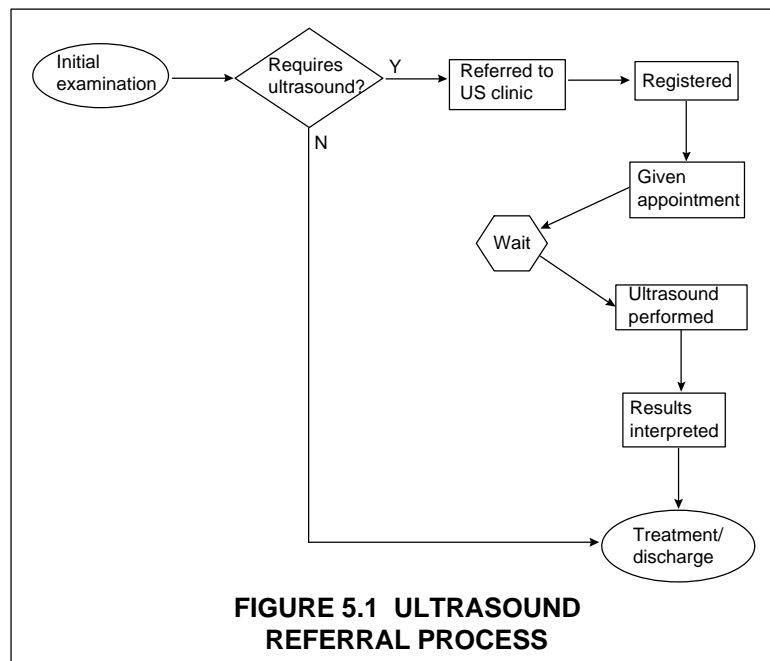 Initial
examination
Requires
ultrasound?
Y
N
Referred to
US clinic
Registered
Given
appointment
Wait
Ultrasound
performed
Results
interpreted
Treatment/
discharge
FIGURE 5.1 ULTRASOUND
REFERRAL PROCESS